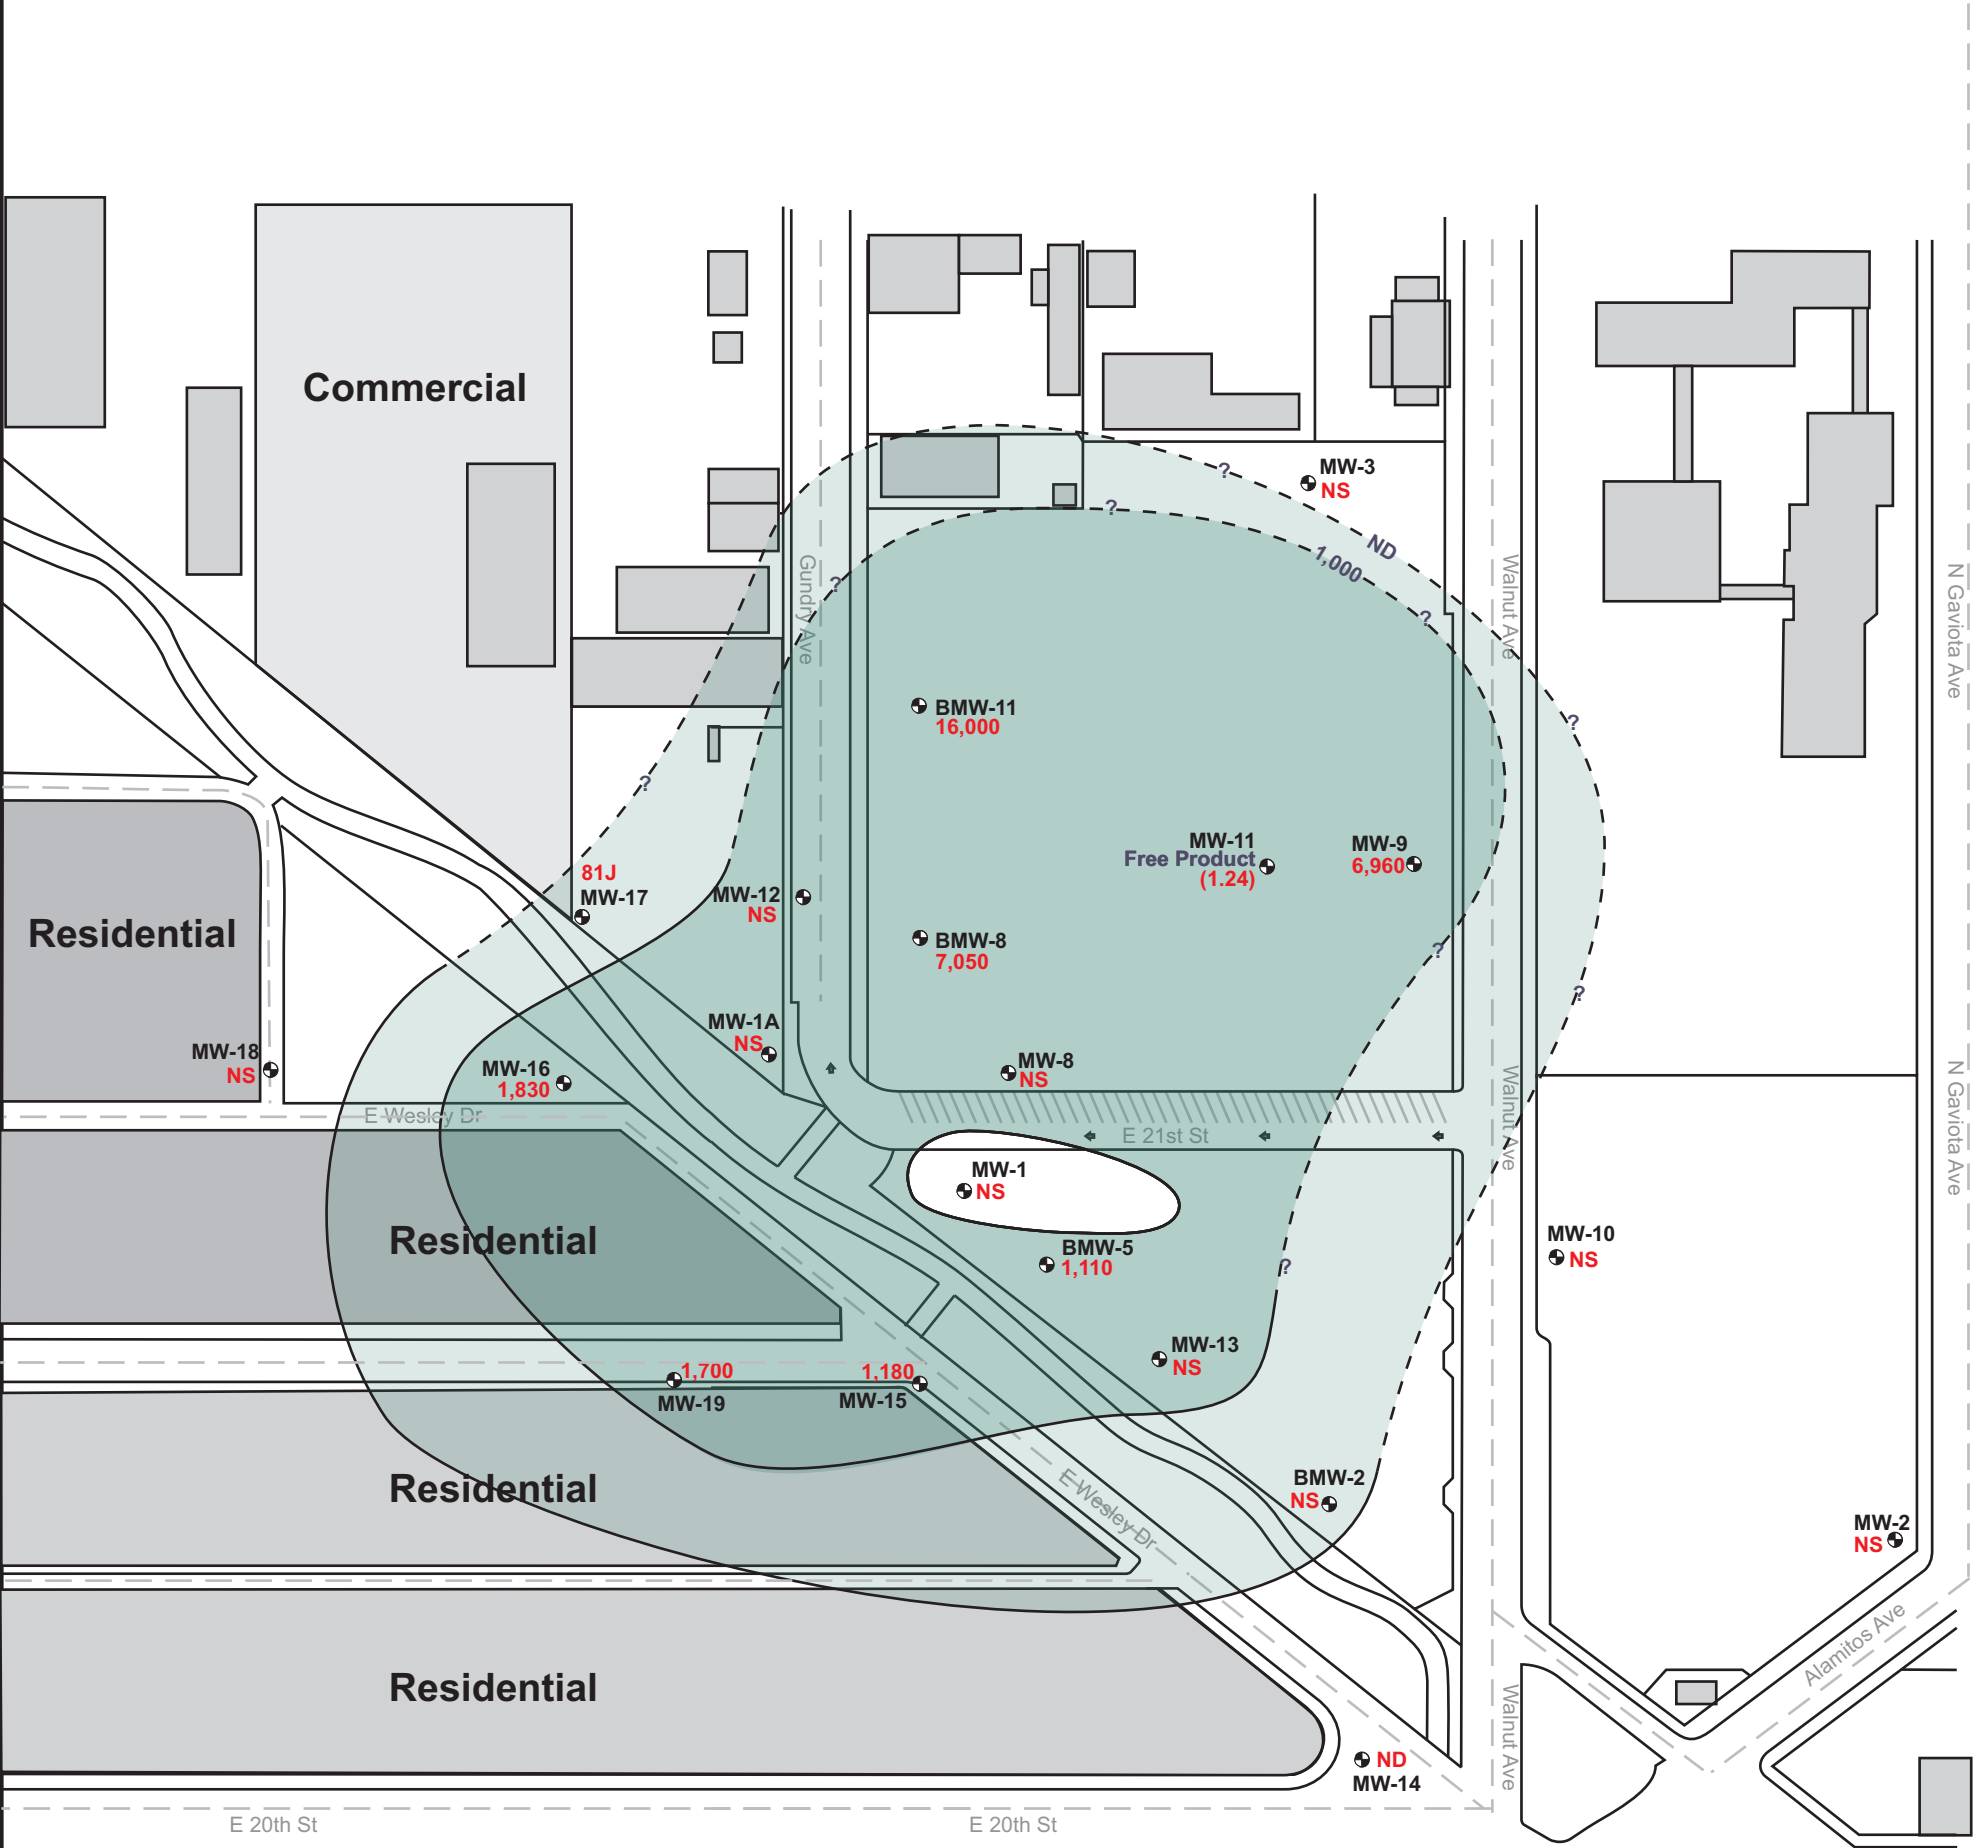 Commercial
MW-3
NS
?
ND
?
1,000
Gundry Ave
?
?
Walnut Ave
N Gaviota Ave
BMW-11
16,000
?
?
MW-11
Free Product
(1.24)
MW-9
6,960
81J
MW-17
MW-12
NS
Residential
BMW-8
7,050
?
?
MW-1A
NS
MW-18
NS
MW-16
1,830
MW-8
NS
E Wesley Dr
E 21st St
Walnut Ave
N Gaviota Ave
MW-1
NS
Residential
BMW-5
1,110
?
MW-10
NS
MW-13
NS
1,700
MW-19
1,180
MW-15
Residential
E Wesley Dr
BMW-2
NS
MW-2
NS
Residential
Alamitos Ave
Walnut Ave
ND
MW-14
E 20th St
E 20th St